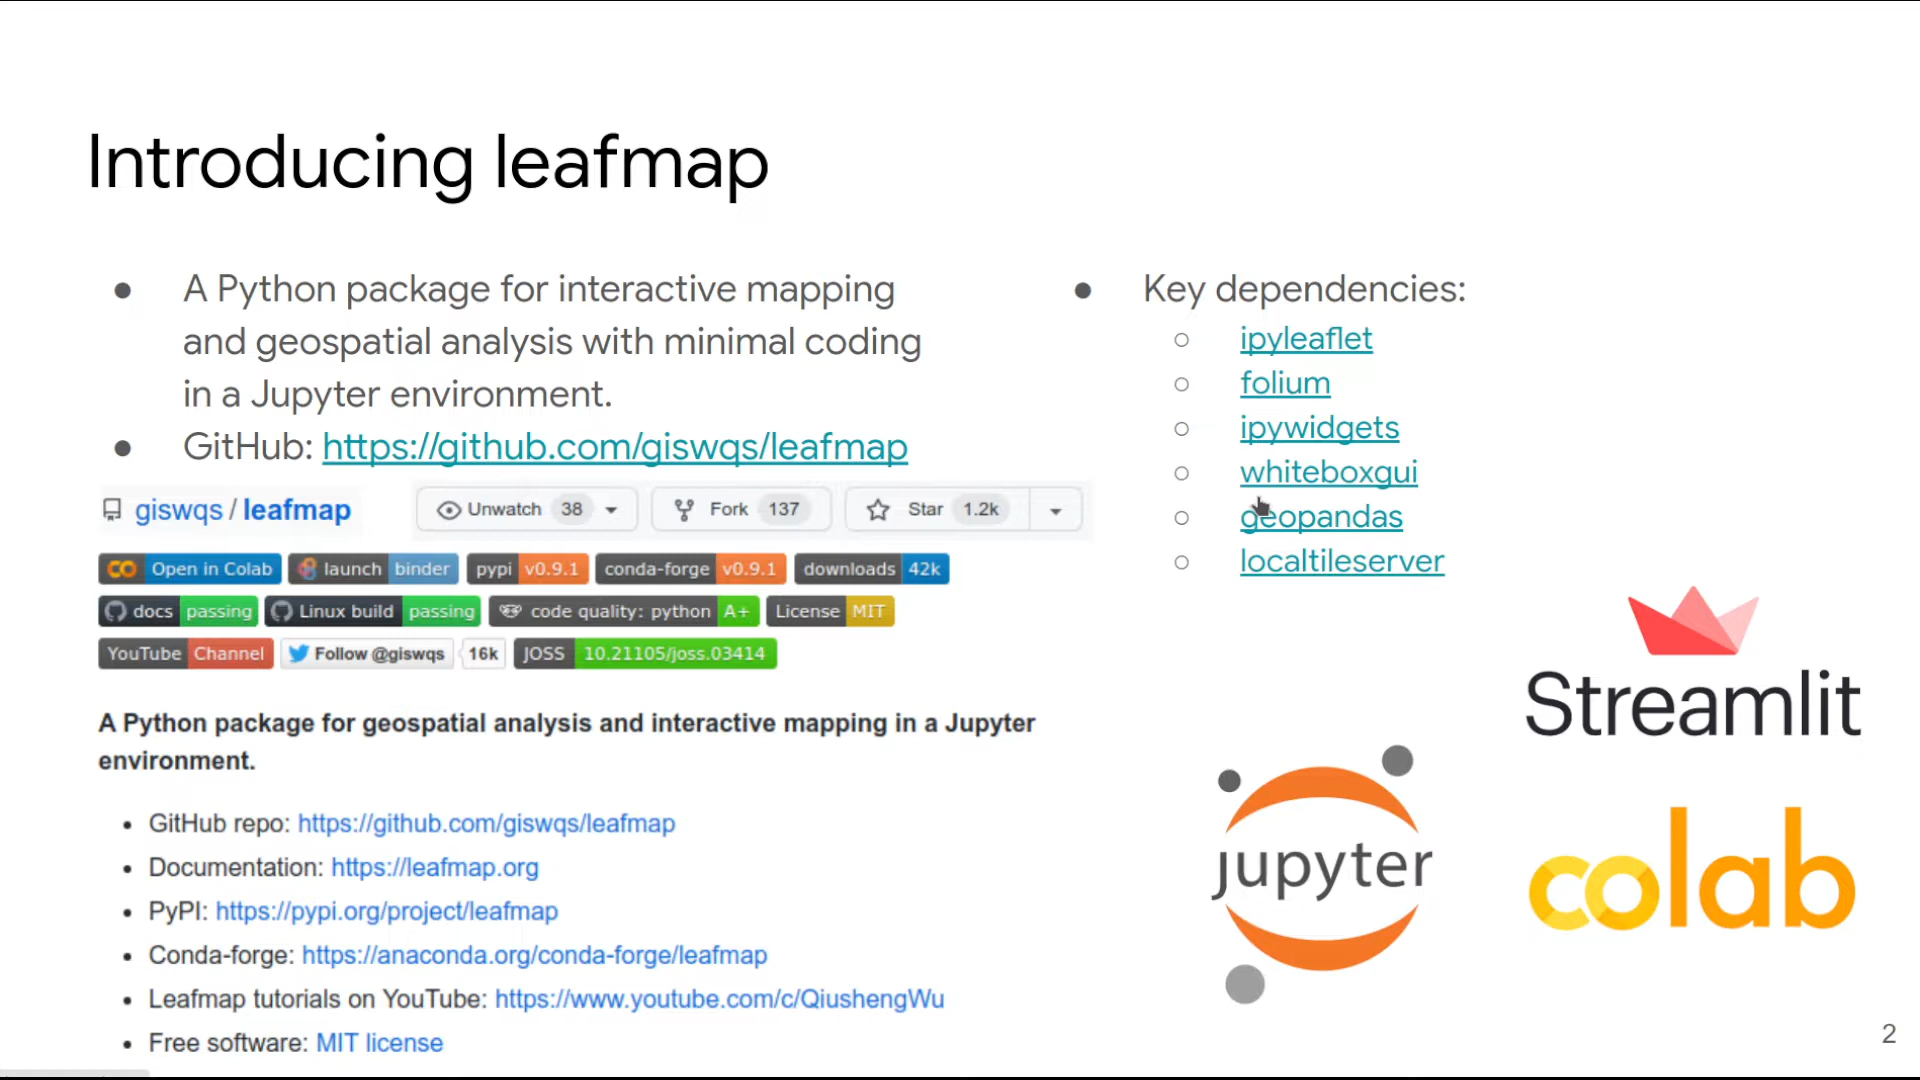 Introducing leafmap
● A Python package for interactive mapping
and geospatial analysis with minimal coding
in a Jupyter environment.
● GitHub: https://github.com/giswqs/leafmap
giswqs / leafmap Unwatch 38 Fork 137 Star 1.2k
Open in Colab launch binder pypi v0.9.1 conda-forge v0.9.1 downloads 42k
docs passing Linux build passing code quality: python A+ License MIT
YouTube Channel Follow @giswqs 16k JOSS 10.21105/joss.03414
A Python package for geospatial analysis and interactive mapping in a Jupyter
environment.
• GitHub repo: https://github.com/giswqs/leafmap
• Documentation: https://leafmap.org
• PyPI: https://pypi.org/project/leafmap
• Conda-forge: https://anaconda.org/conda-forge/leafmap
• Leafmap tutorials on YouTube: https://www.youtube.com/c/QiushengWu
• Free software: MIT license
● Key dependencies:
○ ipyleaflet
○ folium
○ ipywidgets
○ whiteboxgui
○ geopandas
○ localtileserver
Streamlit
jupyter
colab
2